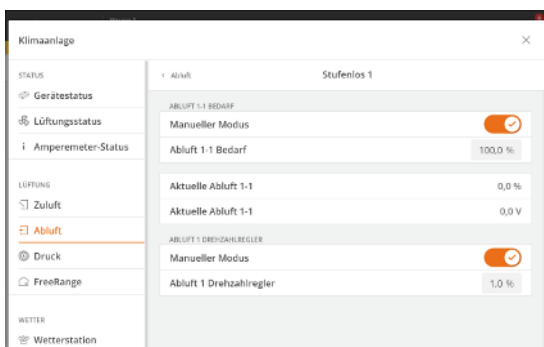 Klimaanlage
STATUS
Gerätestatus
Lüftungsstatus
Amperemeter-Status
LÜFTUNG
Zuluft
Abluft
Druck
FreeRange
WETTER
Wetterstation
Abluft
Stufenlos 1
ABLUFT 1-1 BEDARF
Manueller Modus
Abluft 1-1 Bedarf 100,0 %
Aktuelle Abluft 1-1 0,0 %
Aktuelle Abluft 1-1 0,0 V
ABLUFT 1 DREHZAHLREGLER
Manueller Modus
Abluft 1 Drehzahlregler 1.0 %